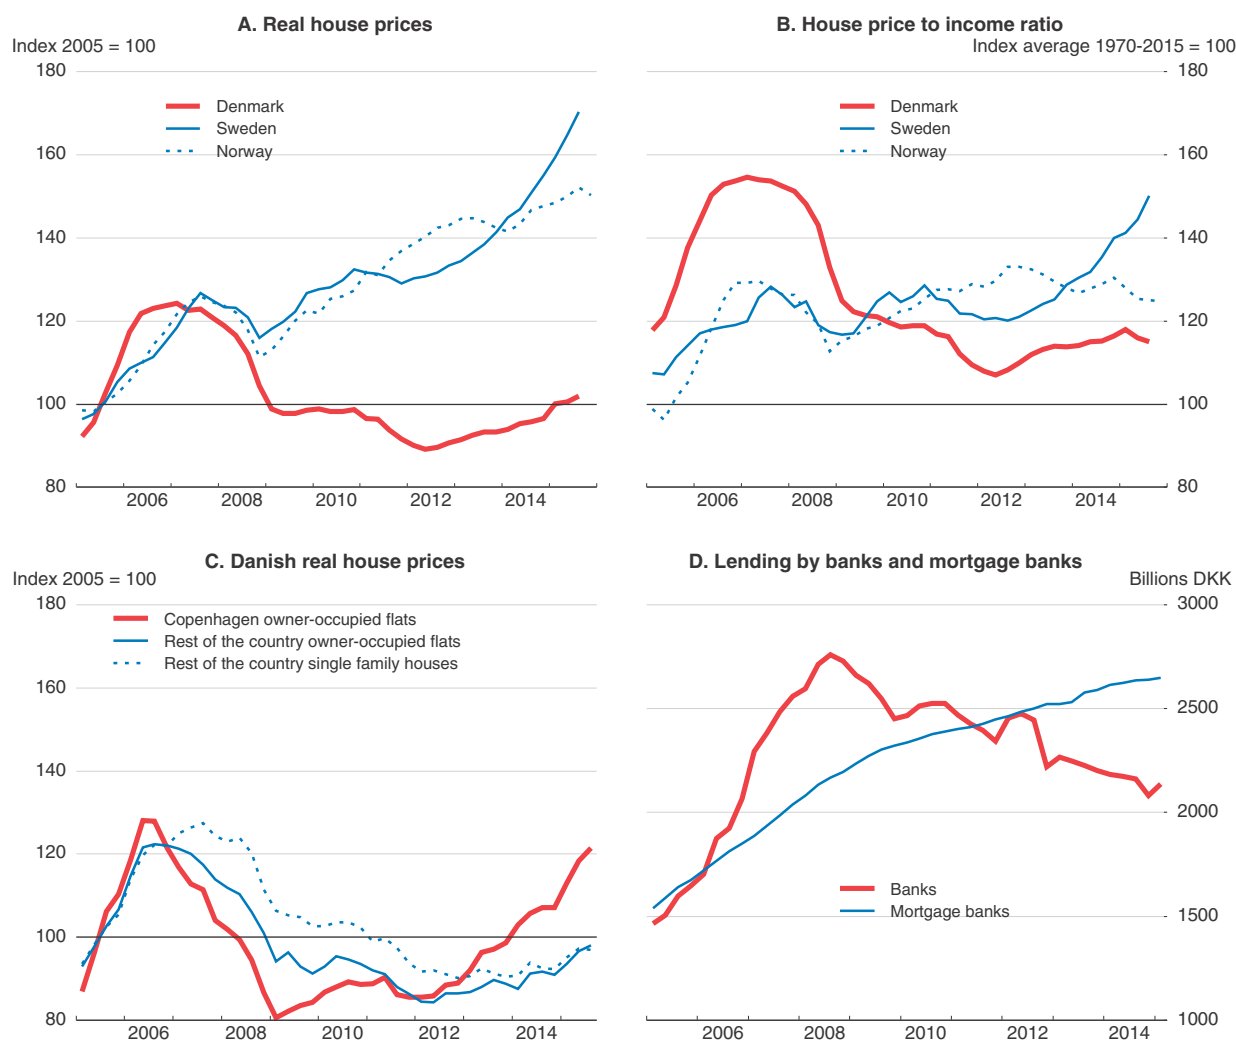 A. Real house prices
Index 2005 = 100
180
160
140
120
100
80
Denmark
Sweden
Norway
2006 2008 2010 2012 2014
B. House price to income ratio
Index average 1970-2015 = 100
180
160
140
120
100
80
Denmark
Sweden
Norway
2006 2008 2010 2012 2014
C. Danish real house prices
Index 2005 = 100
180
160
140
120
100
80
Copenhagen owner-occupied flats
Rest of the country owner-occupied flats
Rest of the country single family houses
2006 2008 2010 2012 2014
D. Lending by banks and mortgage banks
Billions DKK
3000
2500
2000
1500
1000
Banks
Mortgage banks
2006 2008 2010 2012 2014